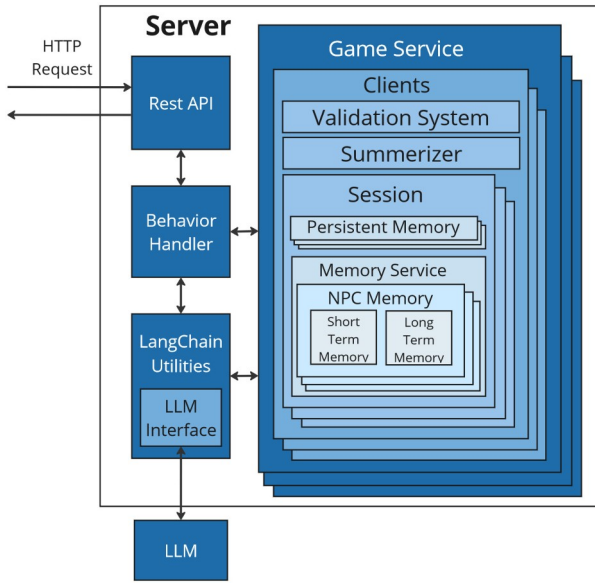 Server
HTTP
Request
Rest API
Behavior
Handler
LangChain
Utilities
LLM
Interface
LLM
Game Service
Clients
Validation System
Summerizer
Session
Persistent Memory
Memory Service
NPC Memory
Short
Term
Memory
Long
Term
Memory